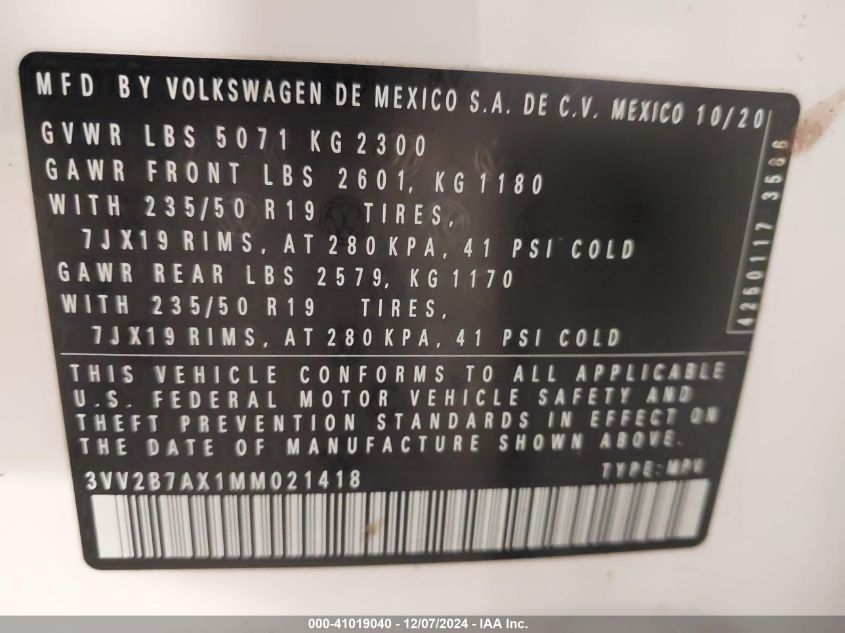 MFD BY VOLKSWAGEN DE MEXICO S.A. DE C.V. MEXICO 10/20
GVWR LBS 5071 KG 2300
GAWR FRONT LBS 2601, KG 1180
WITH 235/50 R19 TIRES,
7JX19 RIMS, AT 280 KPA, 41 PSI COLD
GAWR REAR LBS 2579, KG 1170
WITH 235/50 R19 TIRES,
7JX19 RIMS, AT 280 KPA, 41 PSI COLD
4260117 3586
THIS VEHICLE CONFORMS TO ALL APPLICABLE
U.S. FEDERAL MOTOR VEHICLE SAFETY AND
THEFT PREVENTION STANDARDS IN EFFECT ON
THE DATE OF MANUFACTURE SHOWN ABOVE.
3VV2B7AX1MM021418 TYPE:MPV
000-41019040 - 12/07/2024 - IAA Inc.